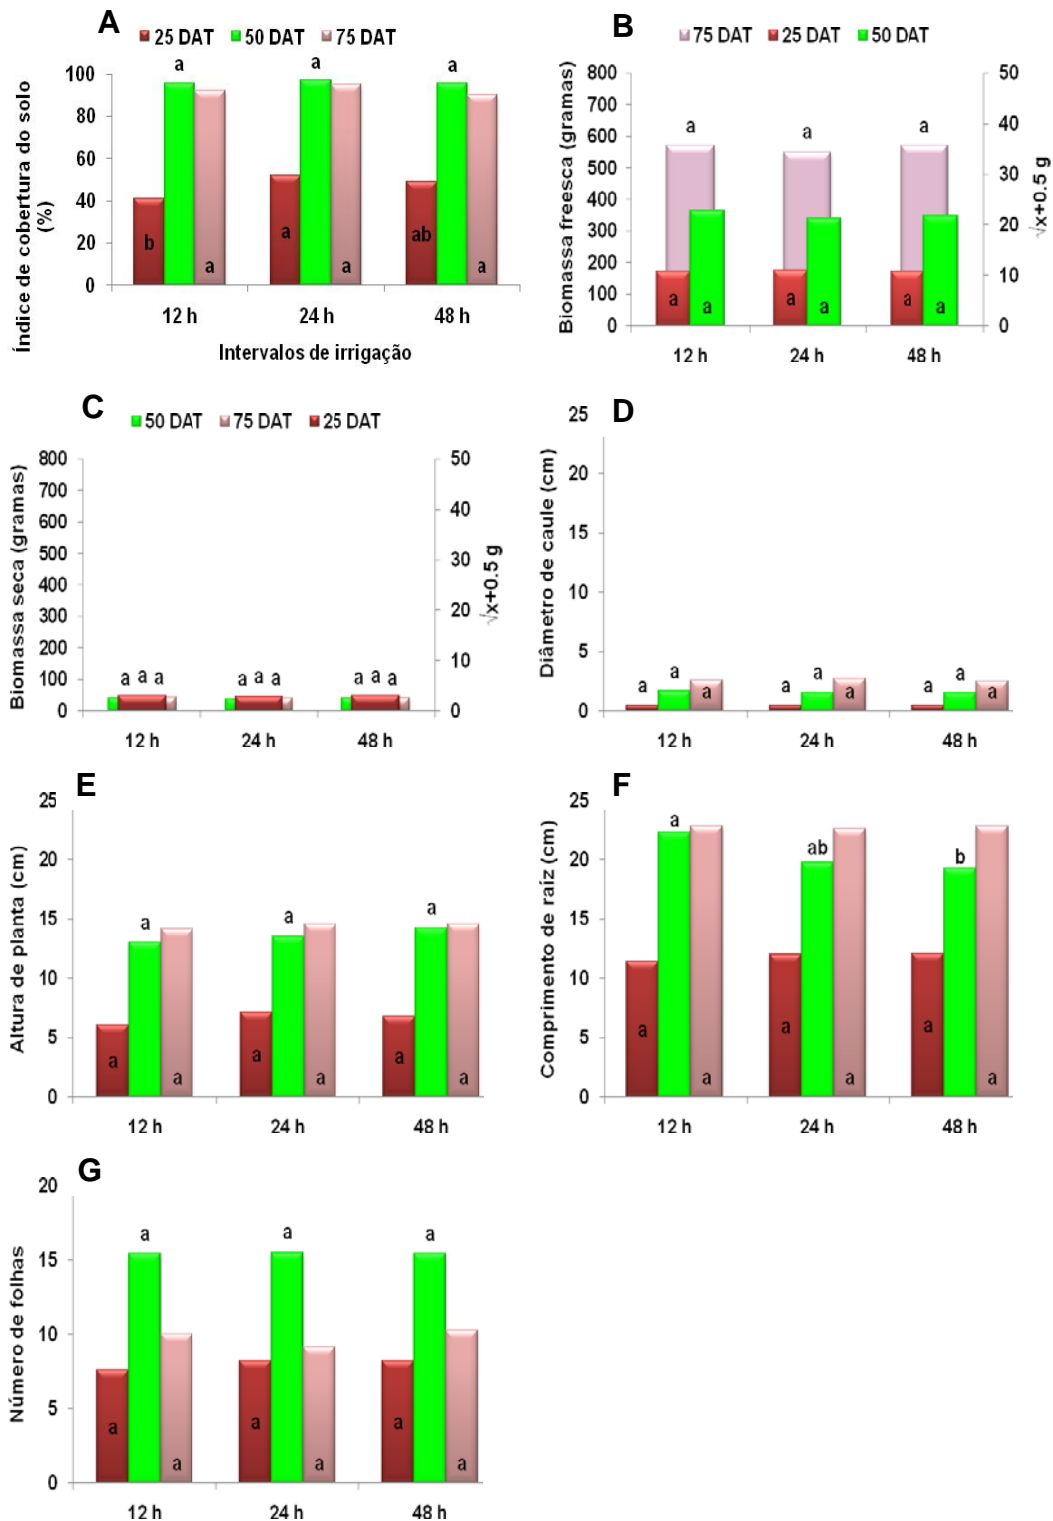 A
25 DAT 50 DAT 75 DAT
Índice de cobertura do solo
(%)
100
80
60
40
20
0
a a a
b a ab
a a a
12 h 24 h 48 h
Intervalos de irrigação
B
75 DAT 25 DAT 50 DAT
Biomassa freesca (gramas)
800
700
600
500
400
300
200
100
0
50
40
30
20
10
0
√x+0.5 g
a a a
a a a a a a
12 h 24 h 48 h
C
50 DAT 75 DAT 25 DAT
Biomassa seca (gramas)
800
700
600
500
400
300
200
100
0
50
40
30
20
10
0
√x+0.5 g
a a a a a a a a a
12 h 24 h 48 h
D
Diâmetro de caule (cm)
25
20
15
10
5
0
a a a a a a a a a
12 h 24 h 48 h
E
Altura de planta (cm)
25
20
15
10
5
0
a a a
a a a a a a
12 h 24 h 48 h
F
Comprimento de raíz (cm)
25
20
15
10
5
0
a ab b
a a a
a a a
12 h 24 h 48 h
G
Número de folhas
20
15
10
5
0
a a a
a a a
a a a
12 h 24 h 48 h